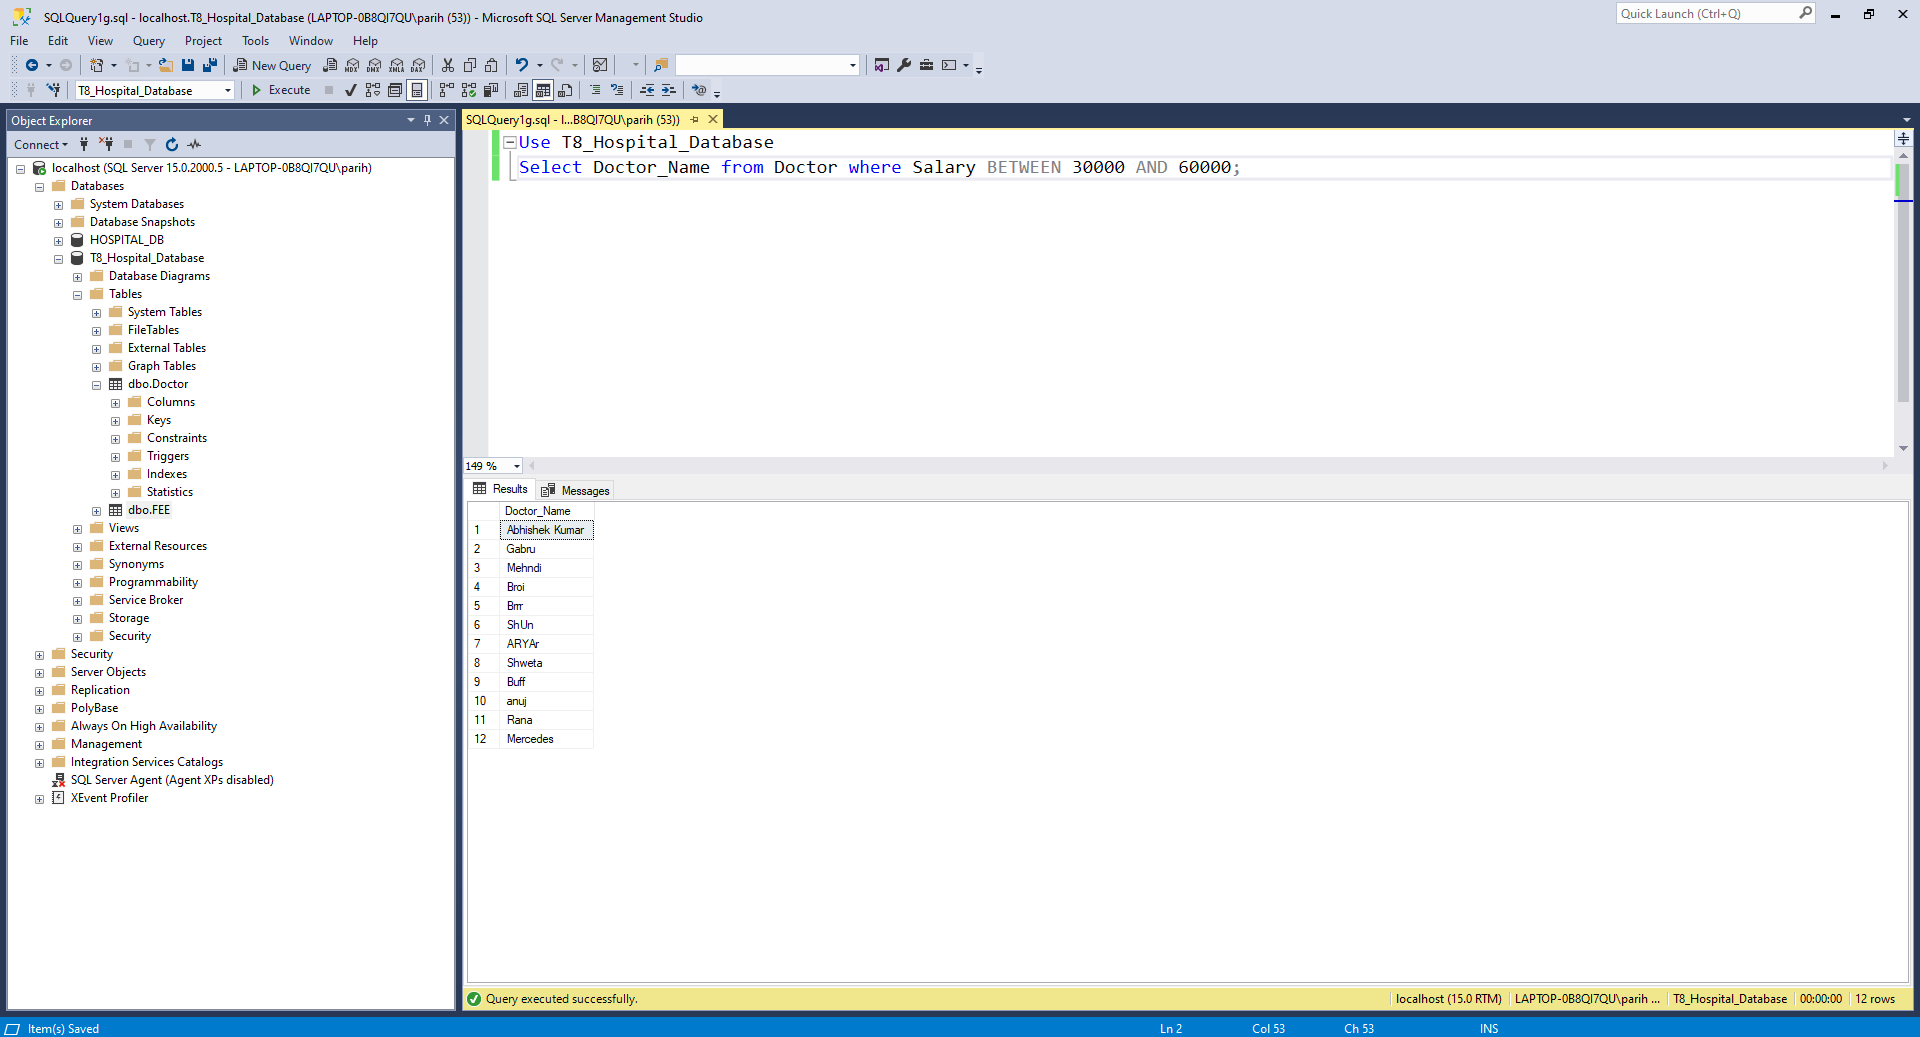 SQLQuery1g.sql - localhost.T8_Hospital_Database (LAPTOP-0B8QI7QU\parih (53)) - Microsoft SQL Server Management Studio
Quick Launch (Ctrl+Q)
File Edit View Query Project Tools Window Help
New Query
MDX DMX XMLA DAX
T8_Hospital_Database
Execute
Object Explorer
Connect
localhost (SQL Server 15.0.2000.5 - LAPTOP-0B8QI7QU\parih)
Databases
System Databases
Database Snapshots
HOSPITAL_DB
T8_Hospital_Database
Database Diagrams
Tables
System Tables
FileTables
External Tables
Graph Tables
dbo.Doctor
Columns
Keys
Constraints
Triggers
Indexes
Statistics
dbo.FEE
Views
External Resources
Synonyms
Programmability
Service Broker
Storage
Security
Security
Server Objects
Replication
PolyBase
Always On High Availability
Management
Integration Services Catalogs
SQL Server Agent (Agent XPs disabled)
XEvent Profiler
SQLQuery1g.sql - l...B8QI7QU\parih (53))
Use T8_Hospital_Database
Select Doctor_Name from Doctor where Salary BETWEEN 30000 AND 60000;
149 %
Results Messages
Doctor_Name
1 Abhishek Kumar
2 Gabru
3 Mehndi
4 Broi
5 Brrr
6 ShUn
7 ARYAr
8 Shweta
9 Buff
10 anuj
11 Rana
12 Mercedes
Query executed successfully.
localhost (15.0 RTM) LAPTOP-0B8QI7QU\parih ... T8_Hospital_Database 00:00:00 12 rows
Item(s) Saved
Ln 2 Col 53 Ch 53 INS